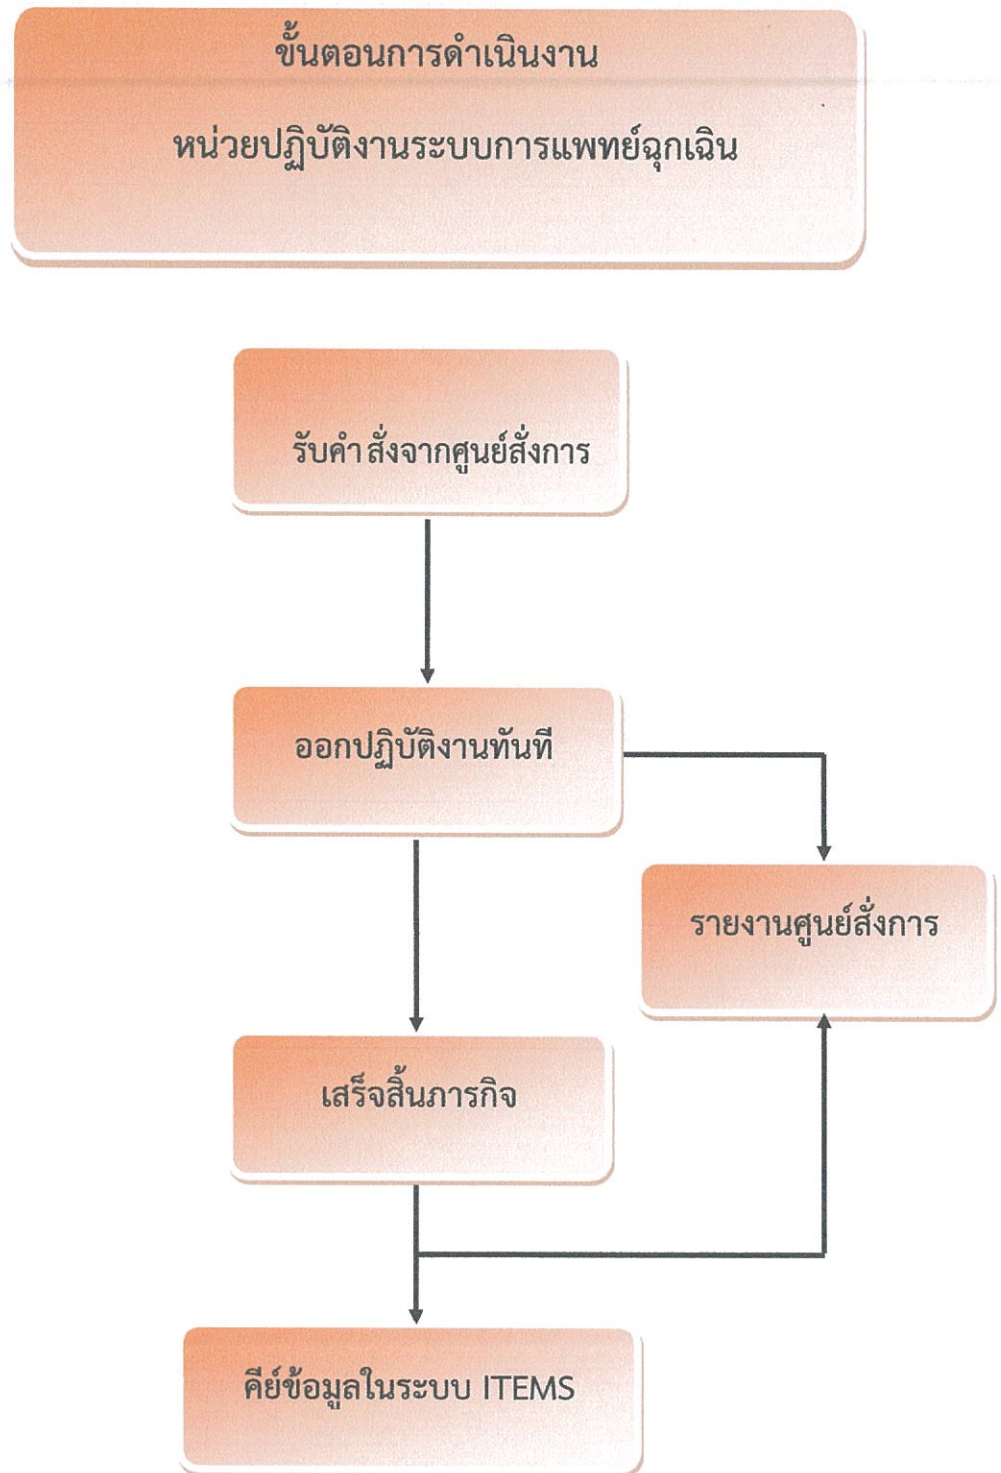 ขั้นตอนการดำเนินงาน
หน่วยปฏิบัติงานระบบการแพทย์ฉุกเฉิน
รับคำสั่งจากศูนย์สั่งการ
ออกปฏิบัติงานทันที
รายงานศูนย์สั่งการ
เสร็จสิ้นภารกิจ
คีย์ข้อมูลในระบบ ITEMS